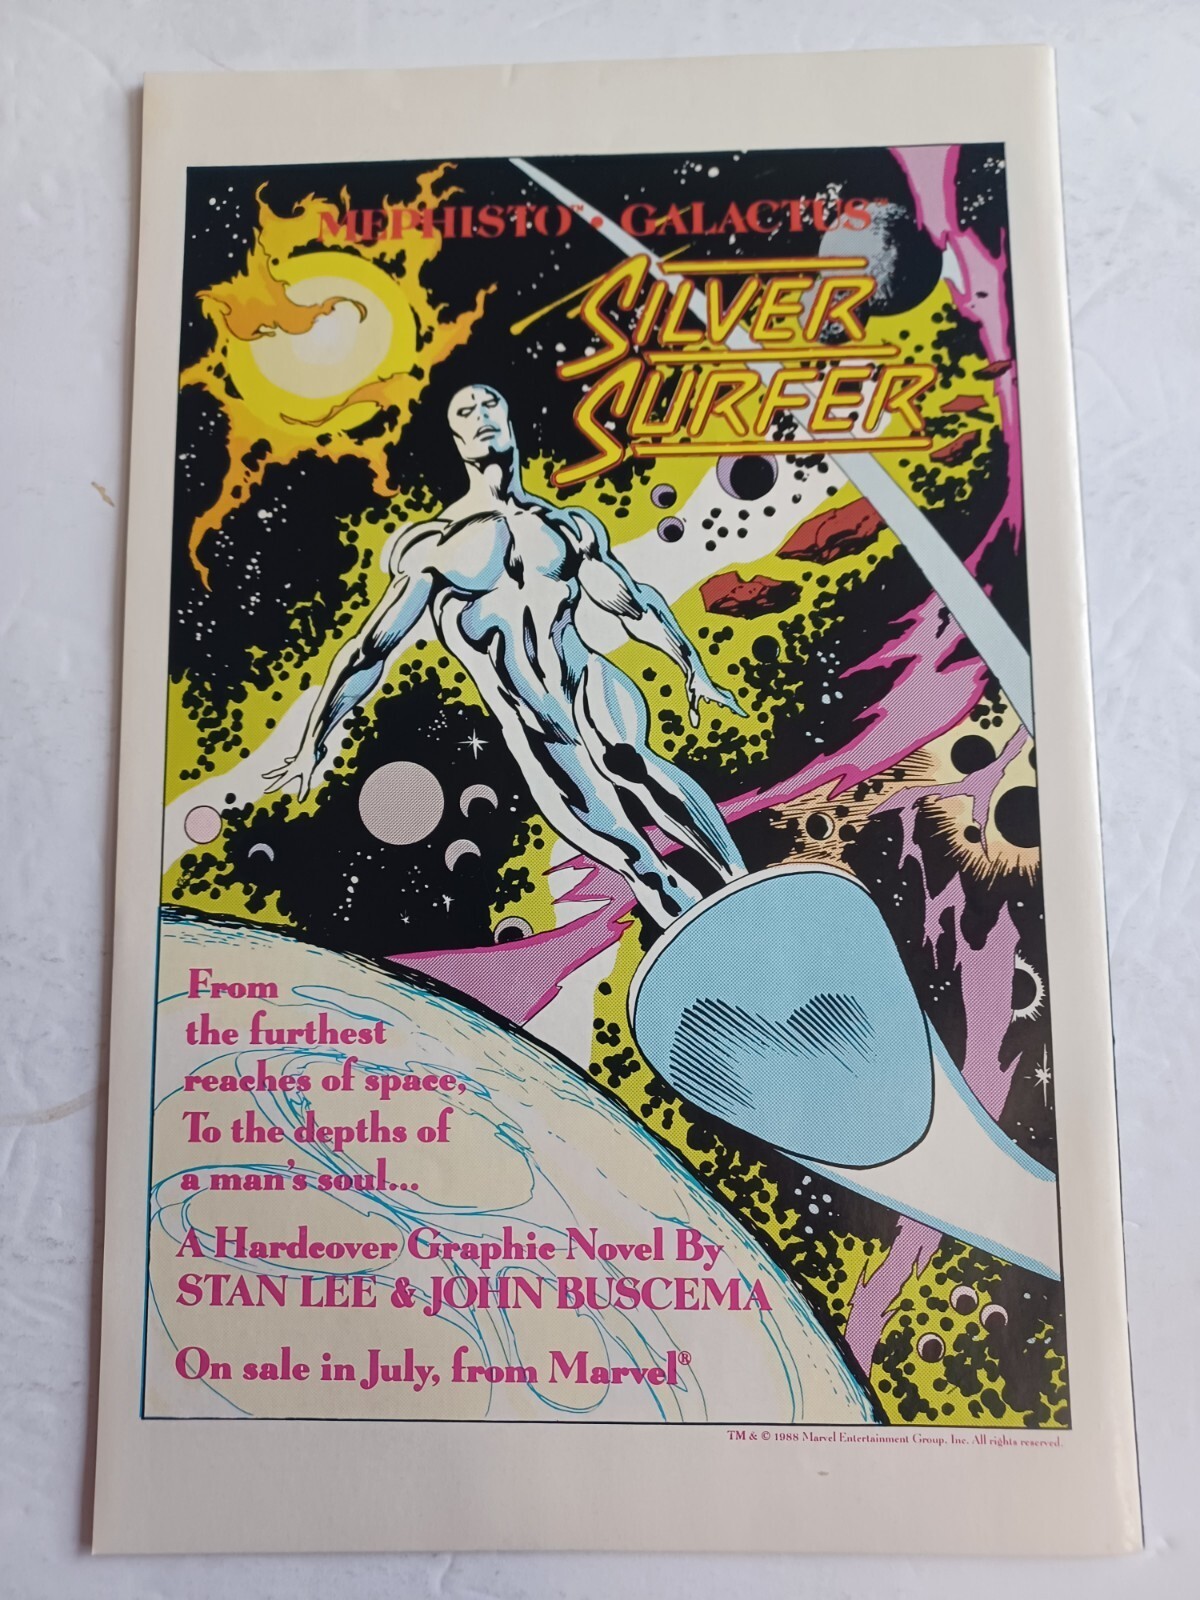 MEPHISTO™ • GALACTUS™
SILVER
SURFER
From
the furthest
reaches of space,
To the depths of
a man's soul...
A Hardcover Graphic Novel By
STAN LEE & JOHN BUSCEMA
On sale in July, from Marvel®
TM & © 1988 Marvel Entertainment Group, Inc. All rights reserved.